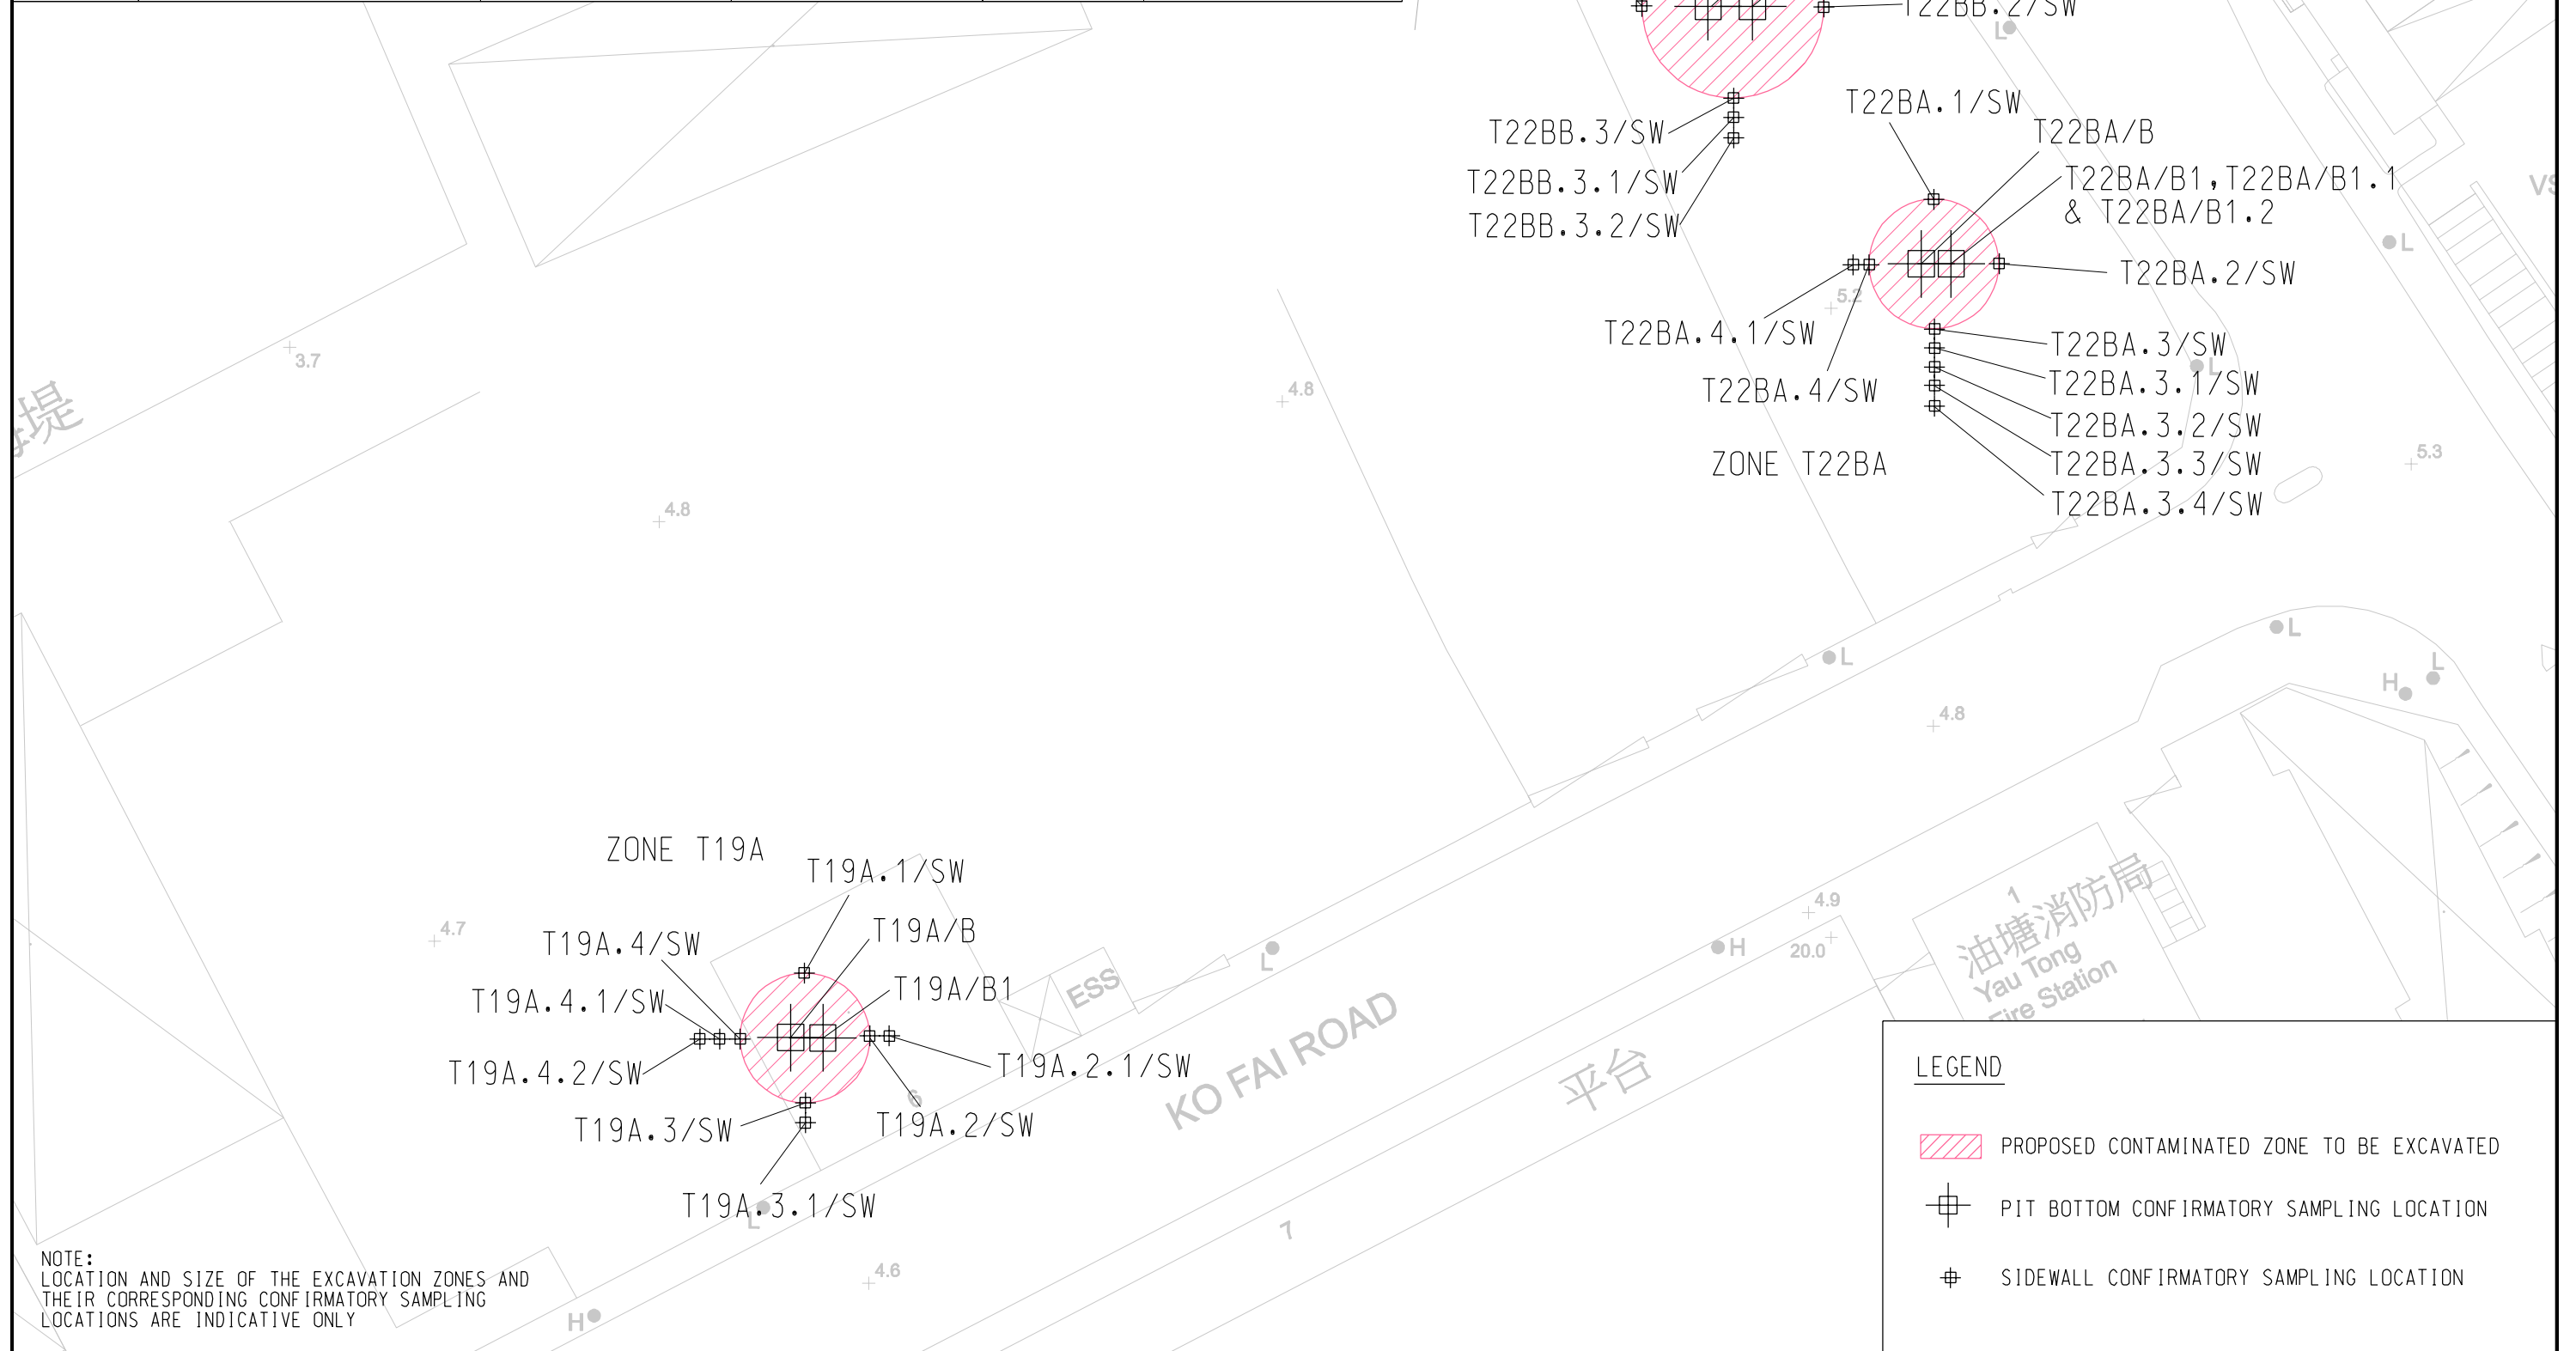 T22BB.2/SW
L
T22BA.1/SW
T22BB.3/SW
T22BA/B
T22BB.3.1/SW
T22BA/B1,T22BA/B1.1
& T22BA/B1.2
T22BB.3.2/SW
L
T22BA.2/SW
5.2
T22BA.4.1/SW
T22BA.3/SW
3.7
L
T22BA.3.1/SW
T22BA.4/SW
4.8
堤
T22BA.3.2/SW
ZONE T22BA
T22BA.3.3/SW
5.3
T22BA.3.4/SW
4.8
L
L
L
H
4.8
ZONE T19A
T19A.1/SW
T19A/B
4.7
T19A.4/SW
4.9
L
H
20.0
1
油塘消防局
Yau Tong
Fire Station
T19A/B1
ESS
T19A.4.1/SW
T19A.4.2/SW
T19A.2.1/SW
KO FAI ROAD
平台
6
T19A.3/SW
T19A.2/SW
T19A.3.1/SW
L
7
4.6
H
NOTE:
LOCATION AND SIZE OF THE EXCAVATION ZONES AND
THEIR CORRESPONDING CONFIRMATORY SAMPLING
LOCATIONS ARE INDICATIVE ONLY
LEGEND
PROPOSED CONTAMINATED ZONE TO BE EXCAVATED
PIT BOTTOM CONFIRMATORY SAMPLING LOCATION
SIDEWALL CONFIRMATORY SAMPLING LOCATION